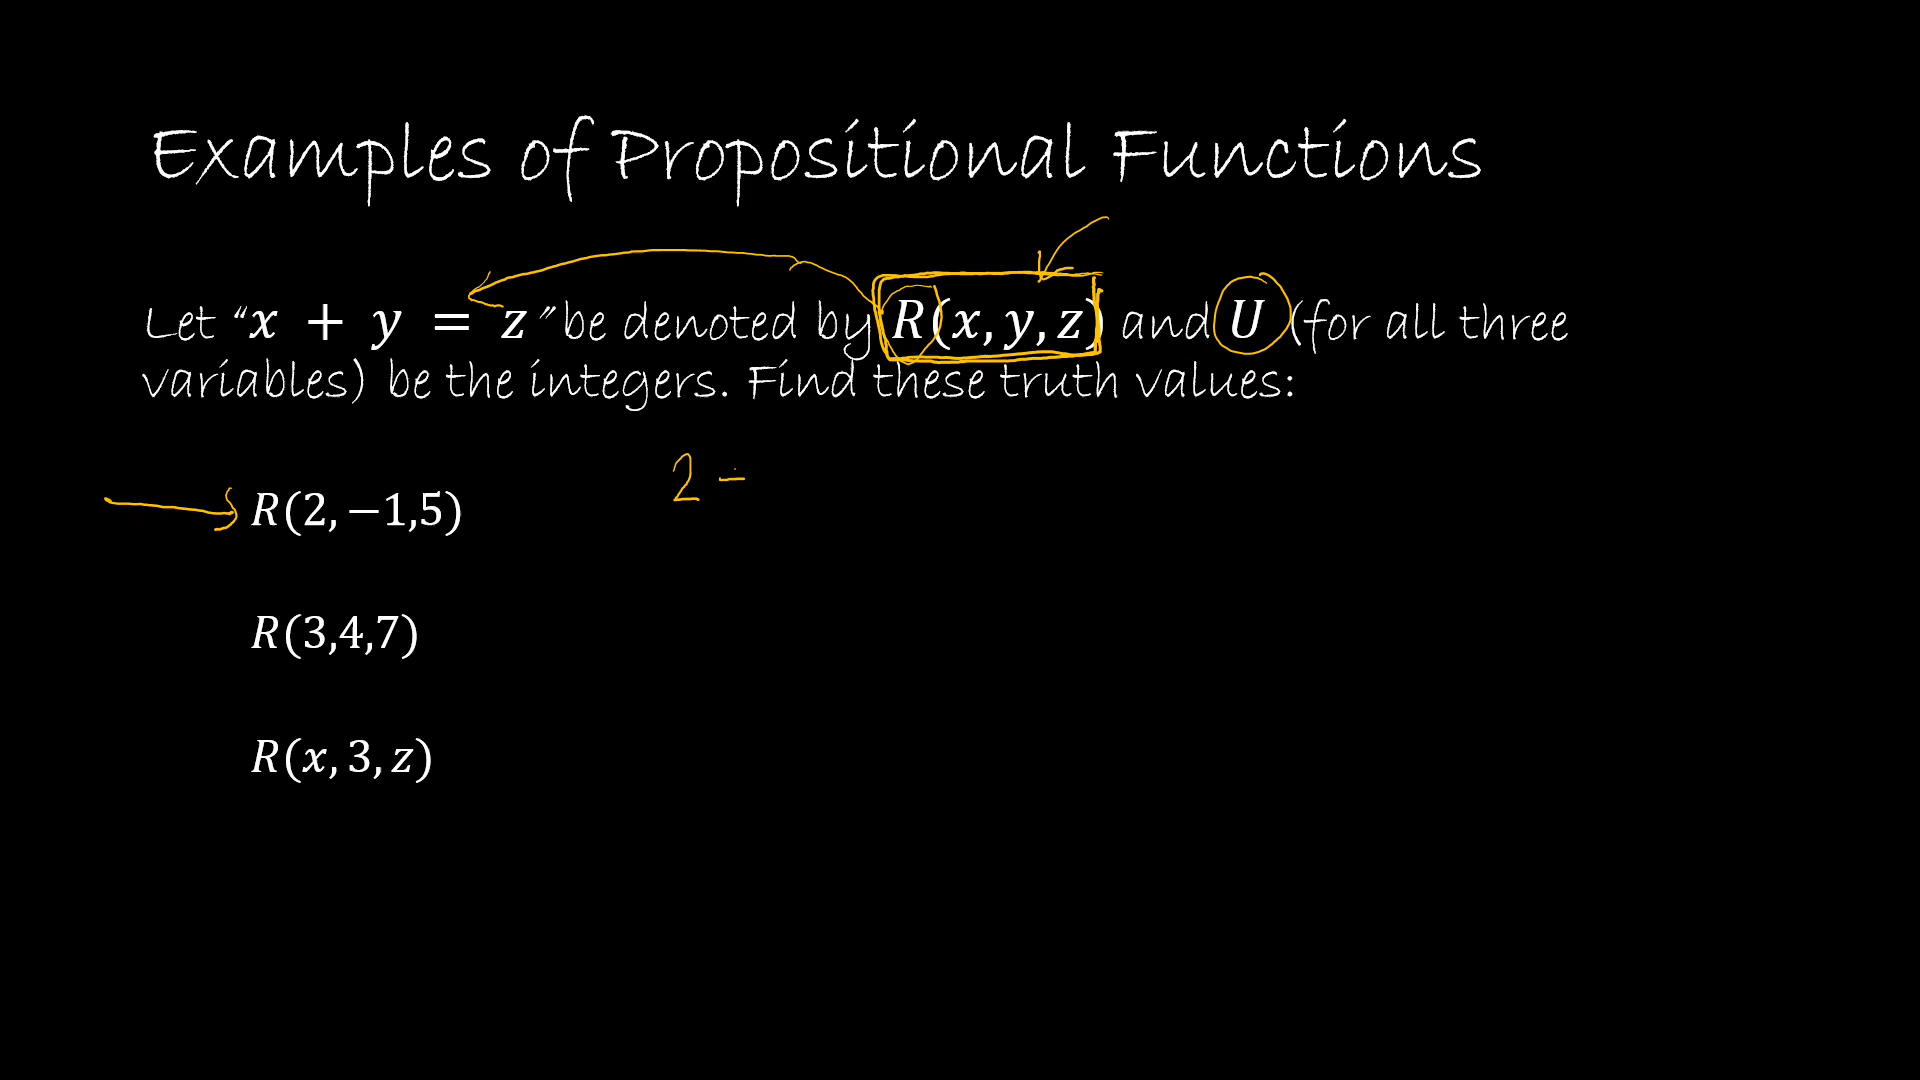 Examples of Propositional Functions
Let “x + y = z” be denoted by R(x, y, z) and U (for all three
variables) be the integers. Find these truth values:
2 -
R(2, −1,5)
R(3,4,7)
R(x, 3, z)